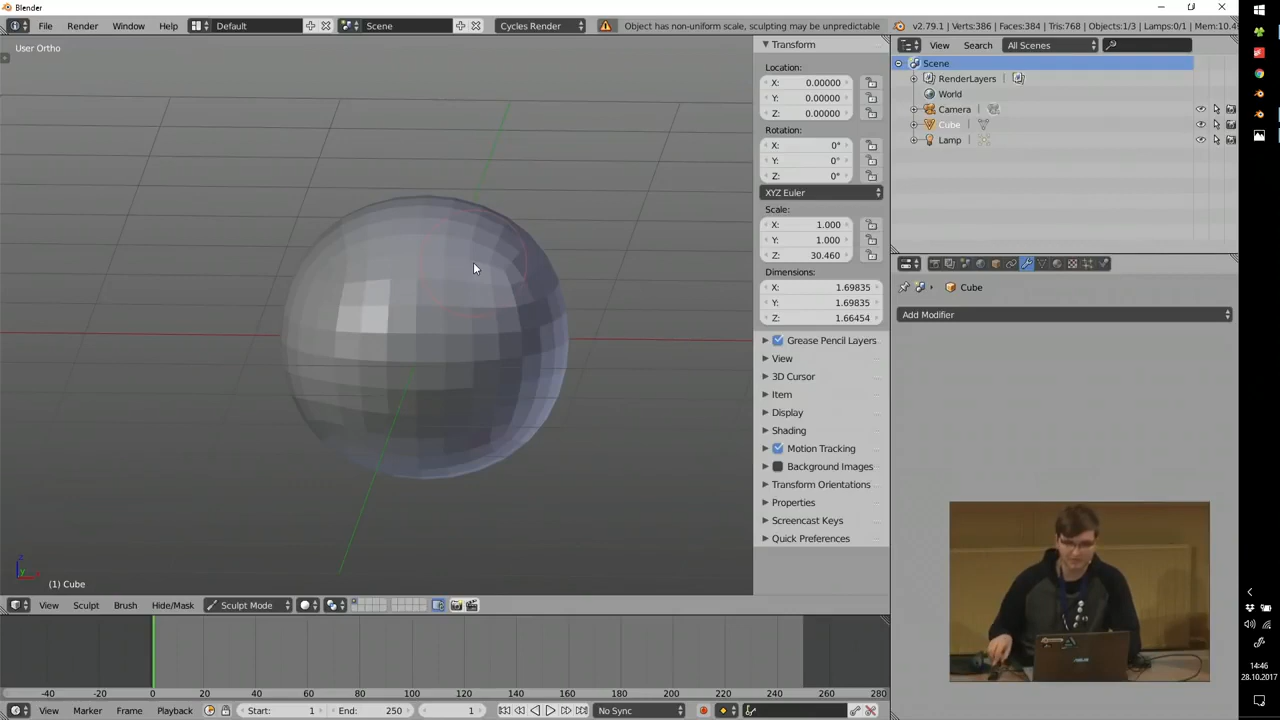 Blender
File Render Window Help Default Scene Cycles Render Object has non-uniform scale, sculpting may be unpredictable v2.79.1 | Verts:386 | Faces:384 | Tris:768 | Objects:1/3 | Lamps:0/1 | Mem:10.4
User Ortho
Transform
Location:
X: 0.00000
Y: 0.00000
Z: 0.00000
Rotation:
X: 0°
Y: 0°
Z: 0°
XYZ Euler
Scale:
X: 1.000
Y: 1.000
Z: 30.460
Dimensions:
X: 1.69835
Y: 1.69835
Z: 1.66454
Grease Pencil Layers
View
3D Cursor
Item
Display
Shading
Motion Tracking
Background Images
Transform Orientations
Properties
Screencast Keys
Quick Preferences
View Search All Scenes
Scene
RenderLayers
World
Camera
Cube
Lamp
Cube
Add Modifier
z
y
(1) Cube
View Sculpt Brush Hide/Mask Sculpt Mode
-40 -20 0 20 40 60 80 100 120 140 160 180 200 220 240 260 280
View Marker Frame Playback Start: 1 End: 250 1 No Sync
ASUS
14:46
28.10.2017